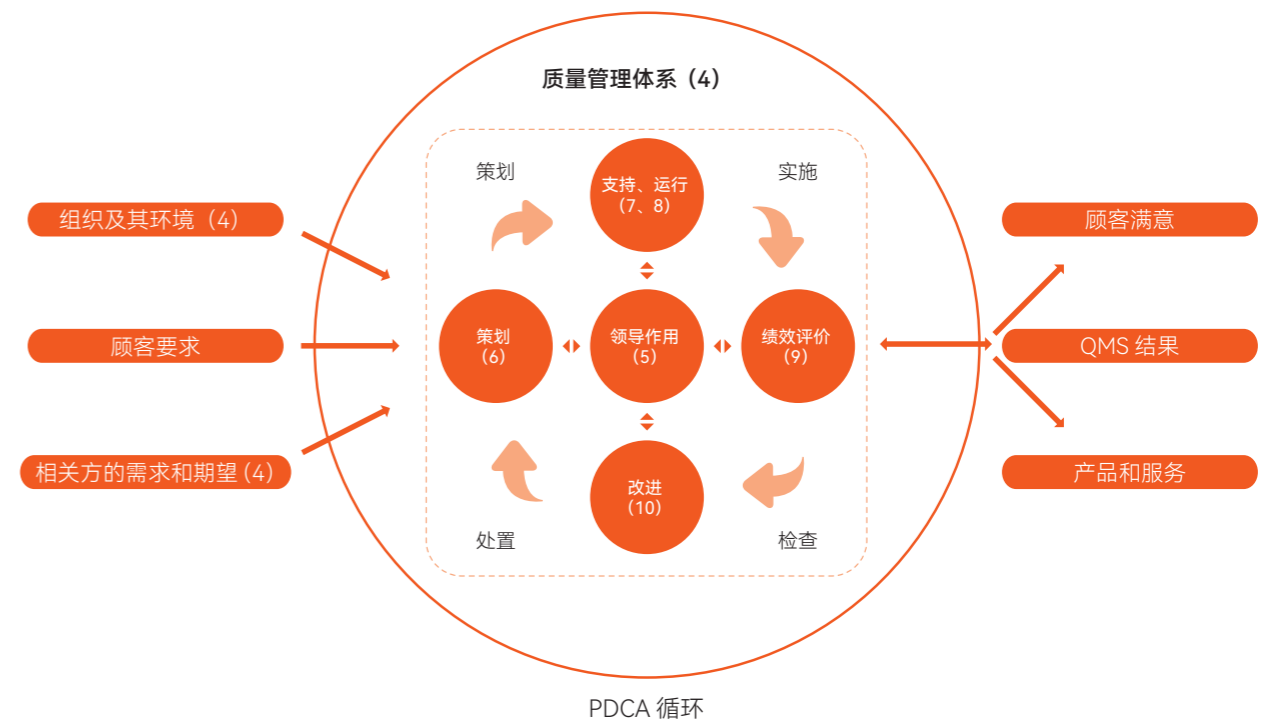 质量管理体系（4）
策划
实施
支持、运行
（7、8）
组织及其环境（4）
顾客满意
顾客要求
策划
（6）
领导作用
（5）
绩效评价
（9）
QMS 结果
相关方的需求和期望 (4)
改进
（10）
产品和服务
处置
检查
PDCA 循环